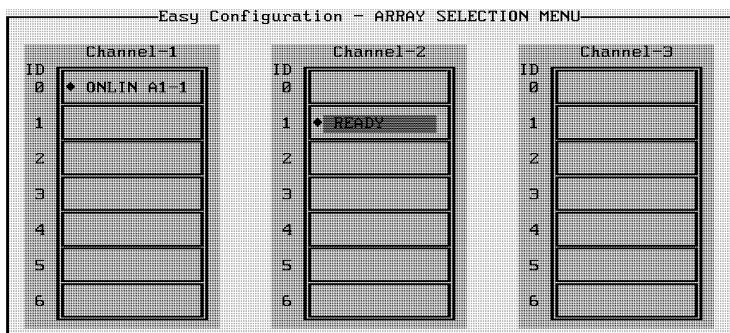 Easy Configuration - ARRAY SELECTION MENU
Channel-1 Channel-2 Channel-3
ID ID ID
0 ♦ ONLIN A1-1 0 0
1 1 ♦ READY 1
2 2 2
3 3 3
4 4 4
5 5 5
6 6 6